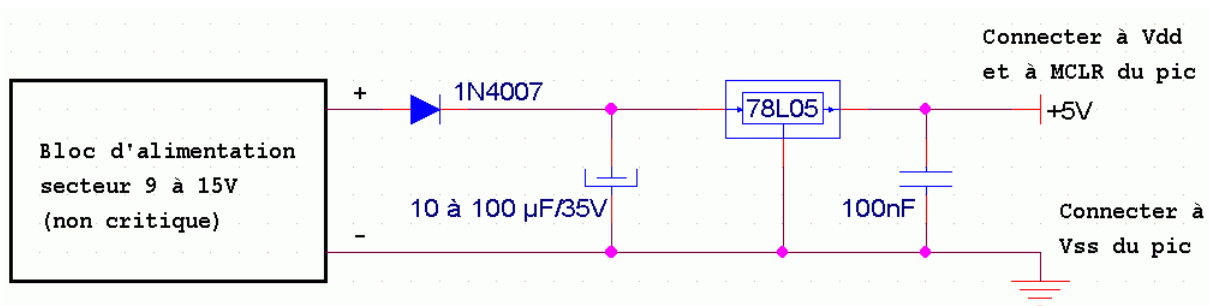 Connecter à Vdd
et à MCLR du pic
+
1N4007
78L05
+5V
Bloc d'alimentation
secteur 9 à 15V
(non critique)
10 à 100 µF/35V
100nF
Connecter à
Vss du pic
-